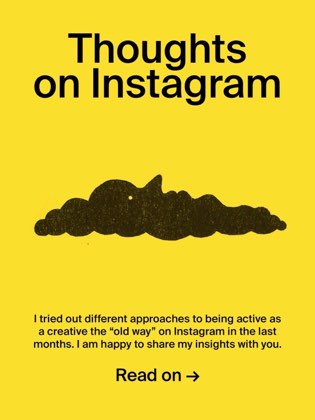 Thoughts
on Instagram
I tried out different approaches to being active as
a creative the “old way” on Instagram in the last
months. I am happy to share my insights with you.
Read on →